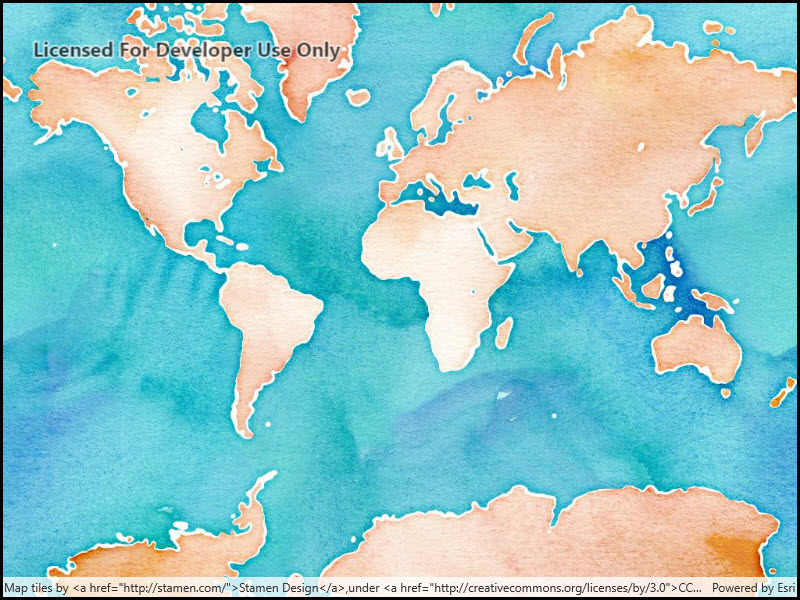 Licensed For Developer Use Only
Map tiles by <a href="http://stamen.com/">Stamen Design</a>,under <a href="http://creativecommons.org/licenses/by/3.0">CC... Powered by Esri